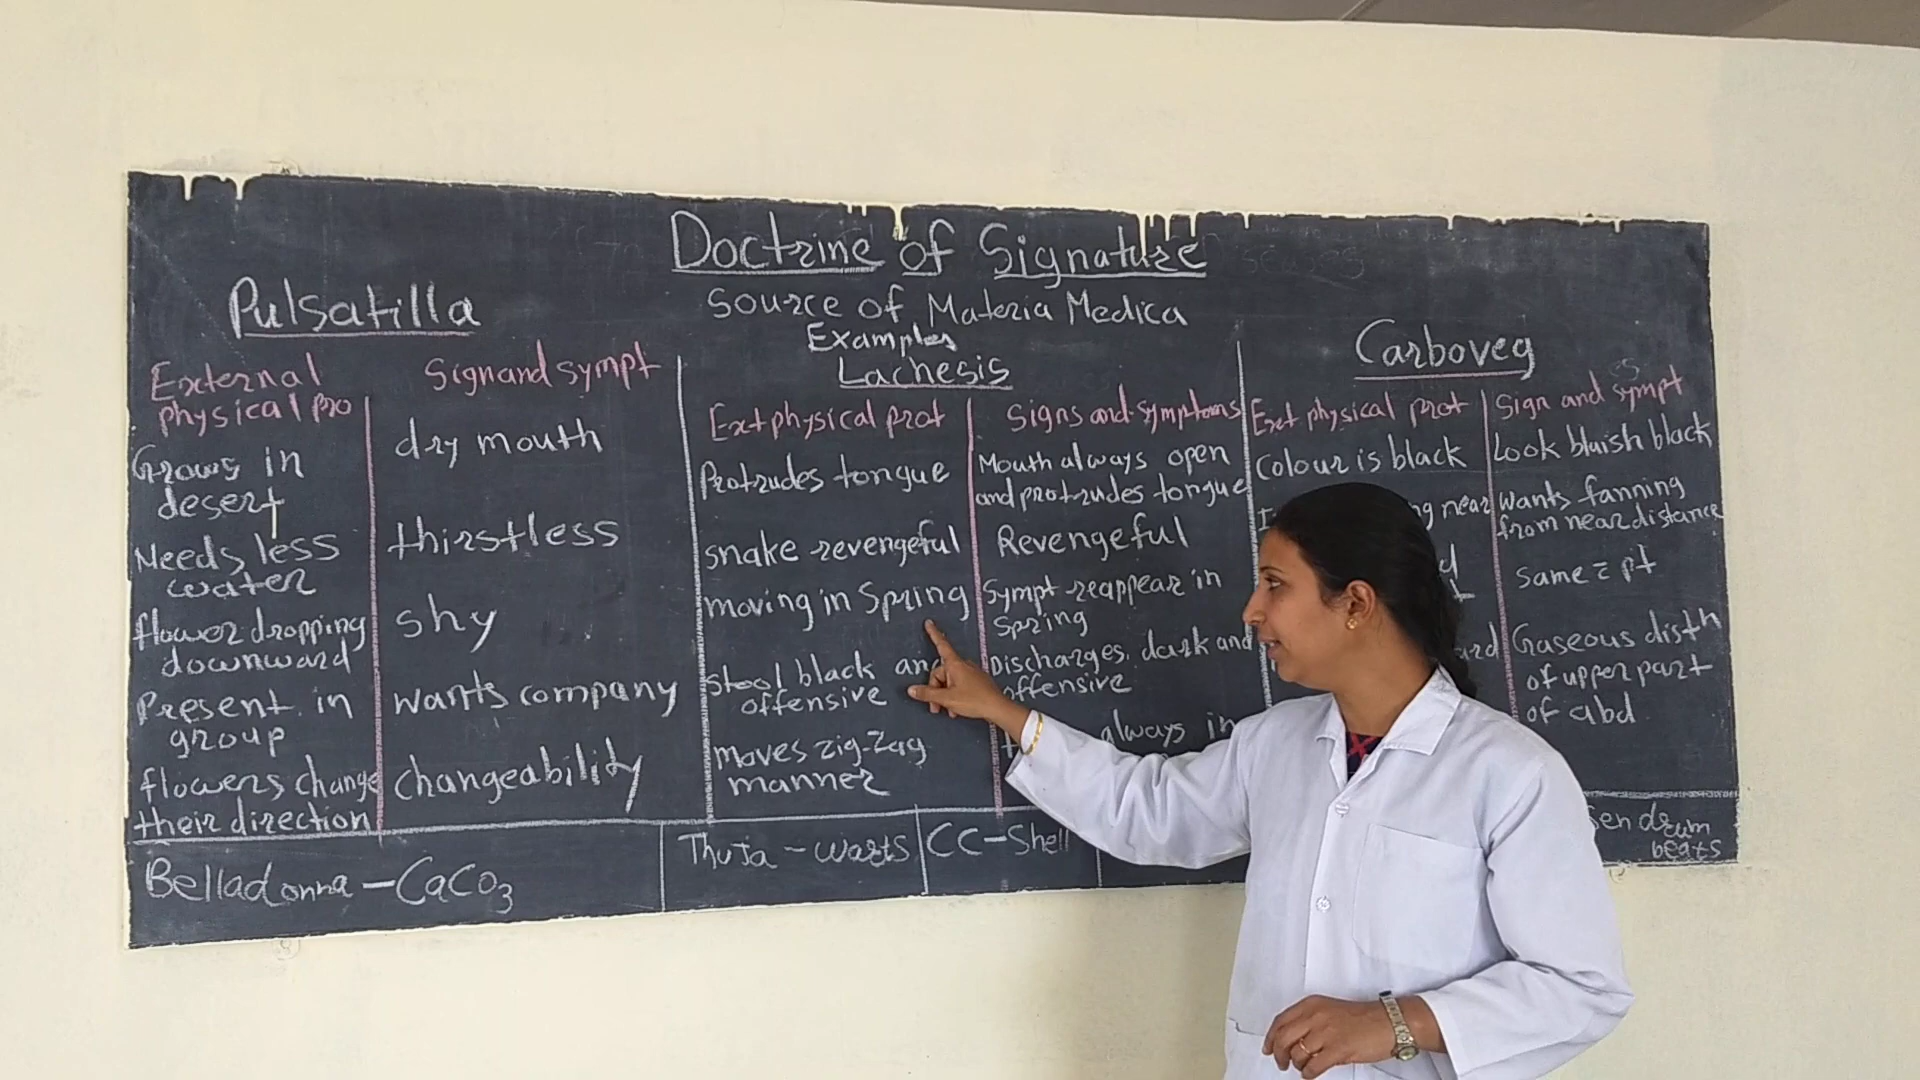 Doctrine of Signature
Source of Materia Medica
Examples
Pulsatilla
External
physical pro
Sign and sympt
Grows in
desert
dry mouth
Needs less
water
thirstless
flower dropping
downward
shy
Present in
group
wants company
flowers change
their direction
changeability
Lachesis
Ext physical prot
Signs and symptoms
Protrudes tongue
Mouth always open
and protrudes tongue
snake revengeful
Revengeful
moving in Spring
Sympt reappear in
Spring
Stool black and
offensive
Discharges dark and
offensive
moves zig-zag
manner
always in
Carboveg
Ext physical prot
Sign and sympt
Colour is black
Look bluish black
near
wants fanning
from near distance
same = pt
Gaseous disth
of upper part
of abd
Belladonna - CaCO3
Thuja - warts
CC - Shell
drum
beats